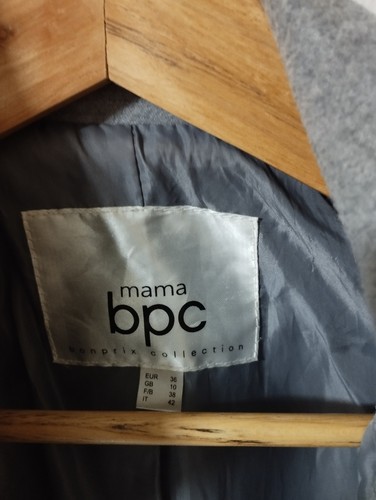 mama
bpc
bonprix collection
EUR 36
GB 10
F/B 38
IT 42